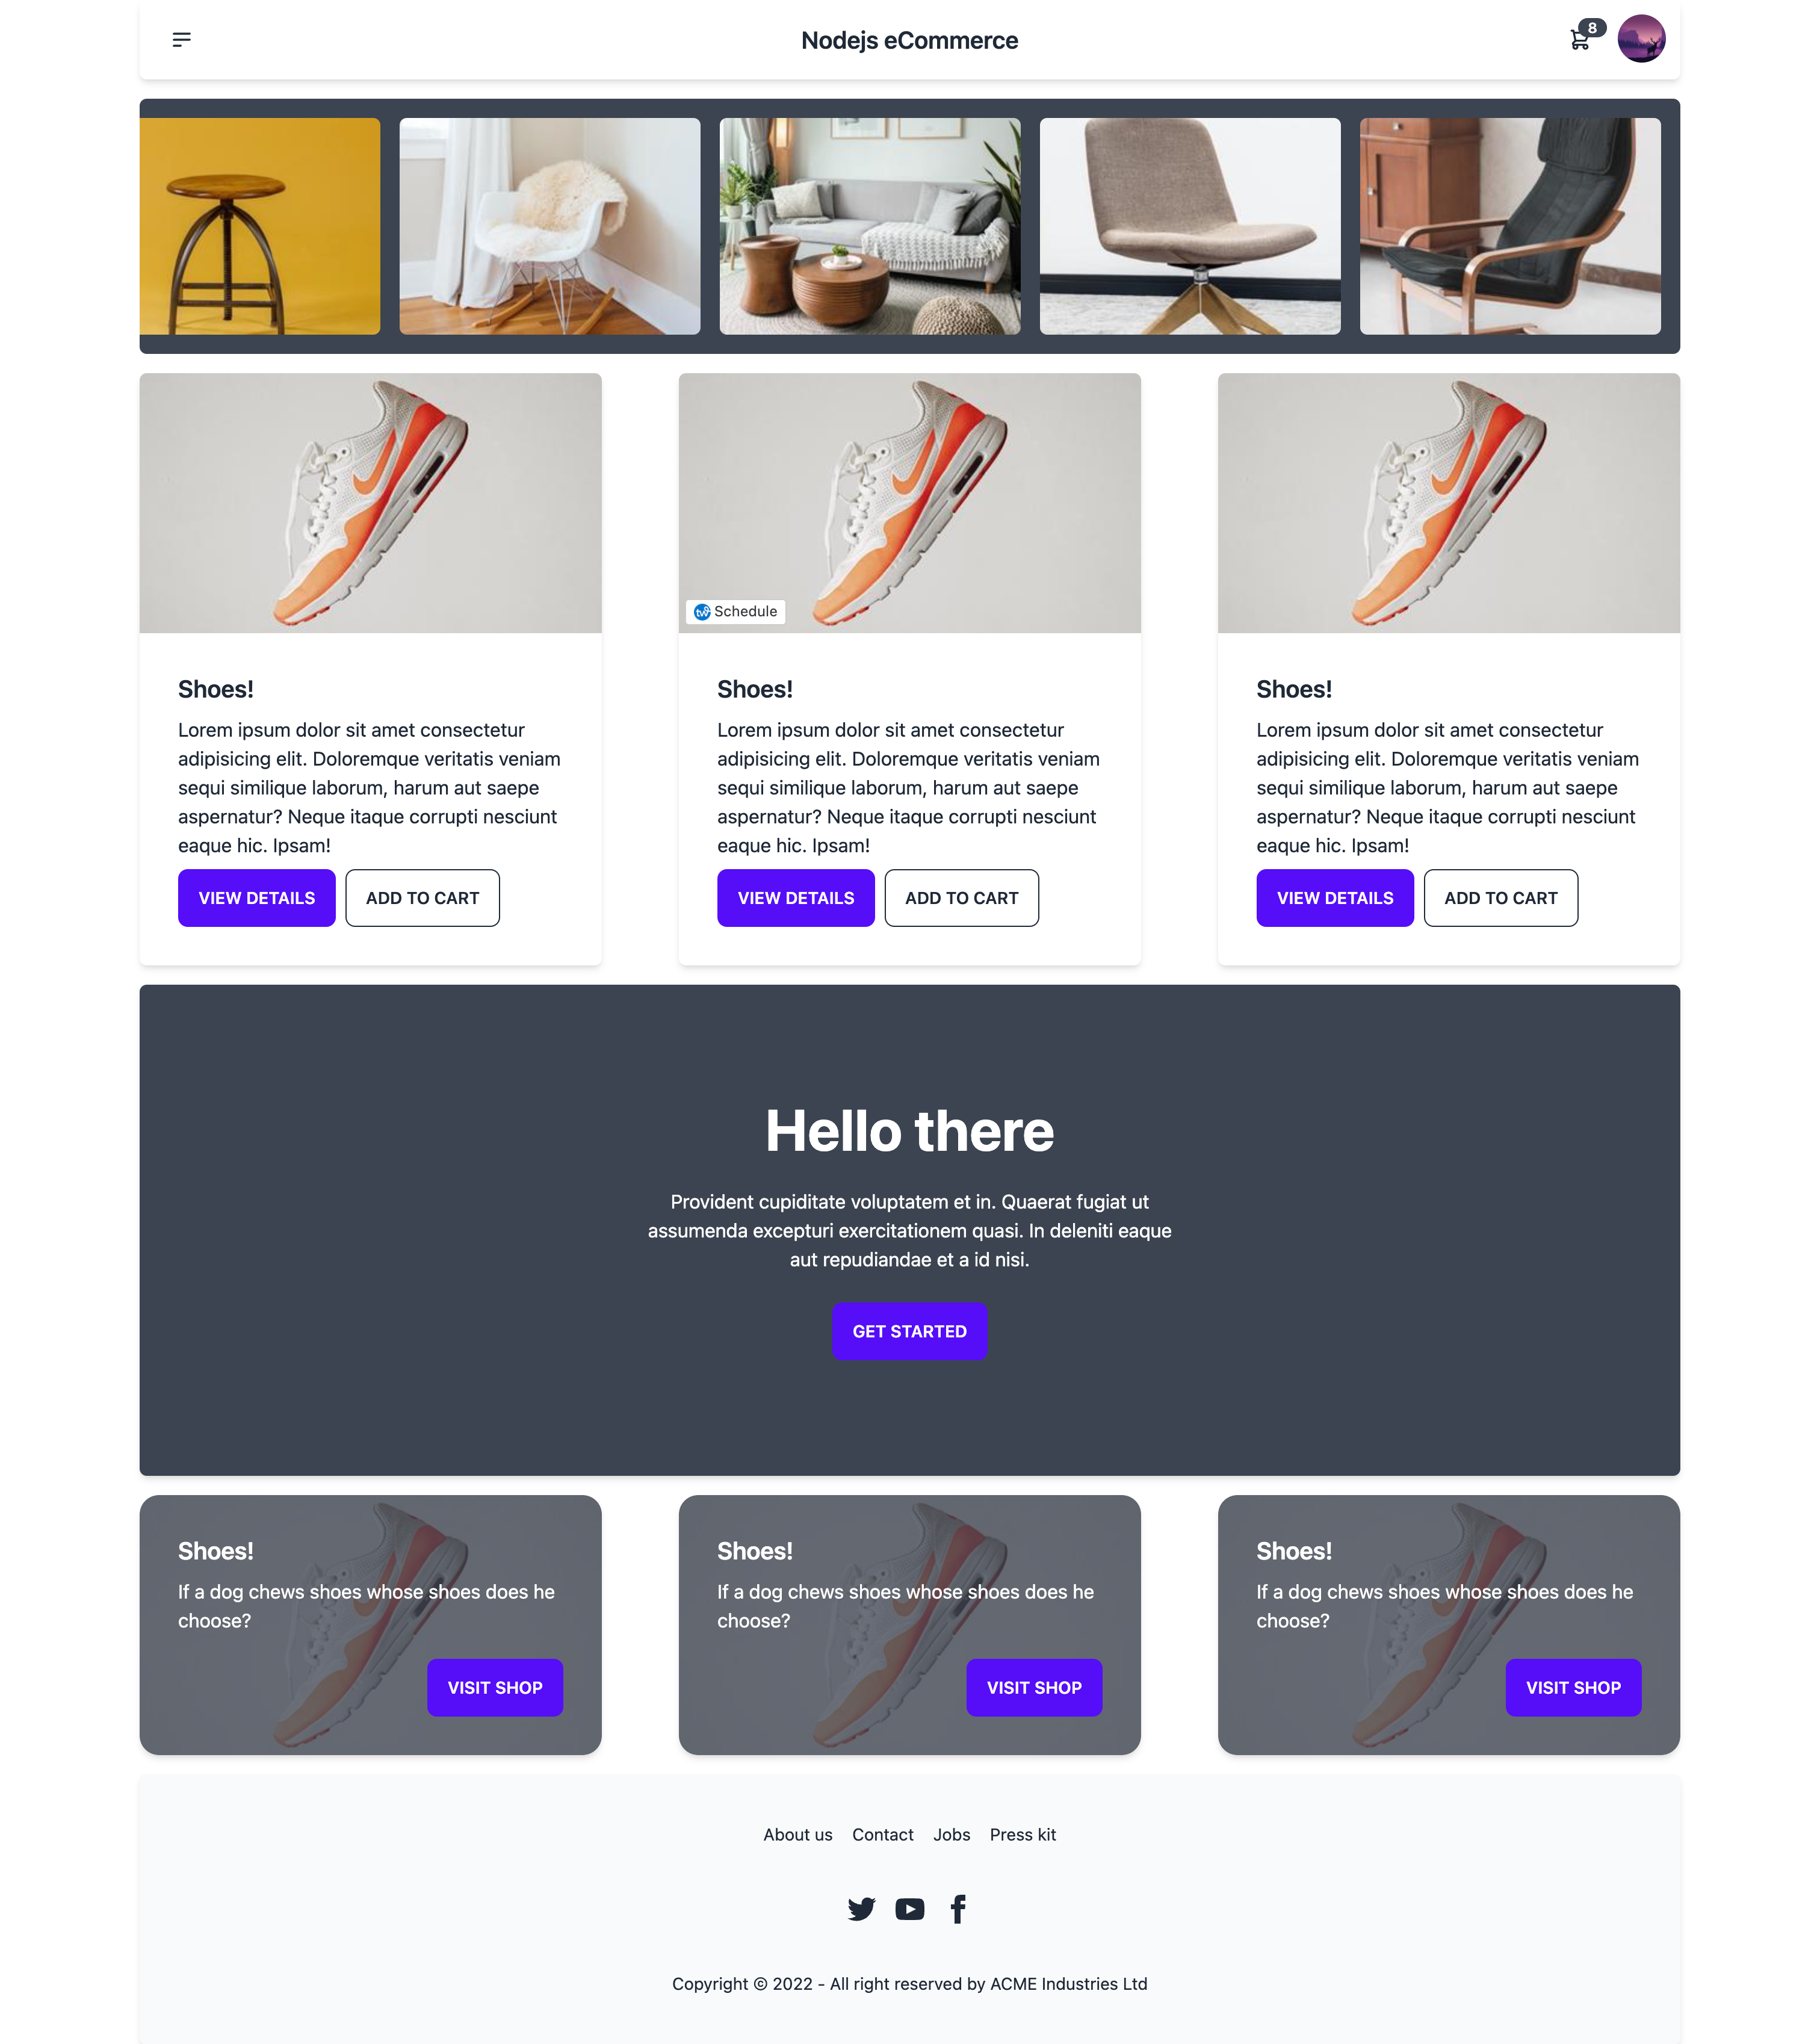 Nodejs eCommerce
8
Schedule
Shoes!
Lorem ipsum dolor sit amet consectetur
adipisicing elit. Doloremque veritatis veniam
sequi similique laborum, harum aut saepe
aspernatur? Neque itaque corrupti nesciunt
eaque hic. Ipsam!
VIEW DETAILS
ADD TO CART
Shoes!
Lorem ipsum dolor sit amet consectetur
adipisicing elit. Doloremque veritatis veniam
sequi similique laborum, harum aut saepe
aspernatur? Neque itaque corrupti nesciunt
eaque hic. Ipsam!
VIEW DETAILS
ADD TO CART
Shoes!
Lorem ipsum dolor sit amet consectetur
adipisicing elit. Doloremque veritatis veniam
sequi similique laborum, harum aut saepe
aspernatur? Neque itaque corrupti nesciunt
eaque hic. Ipsam!
VIEW DETAILS
ADD TO CART
Hello there
Provident cupiditate voluptatem et in. Quaerat fugiat ut
assumenda excepturi exercitationem quasi. In deleniti eaque
aut repudiandae et a id nisi.
GET STARTED
Shoes!
If a dog chews shoes whose shoes does he
choose?
VISIT SHOP
Shoes!
If a dog chews shoes whose shoes does he
choose?
VISIT SHOP
Shoes!
If a dog chews shoes whose shoes does he
choose?
VISIT SHOP
About us Contact Jobs Press kit
Copyright © 2022 - All right reserved by ACME Industries Ltd